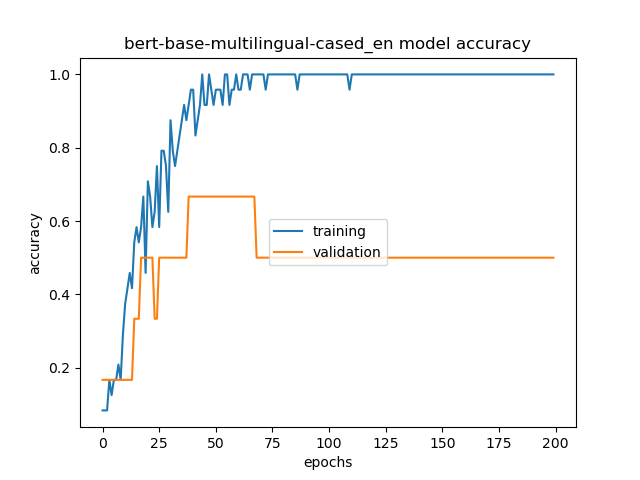 bert-base-multilingual-cased_en model accuracy
1.0
0.8
0.6
0.4
0.2
accuracy
training
validation
0 25 50 75 100 125 150 175 200
epochs